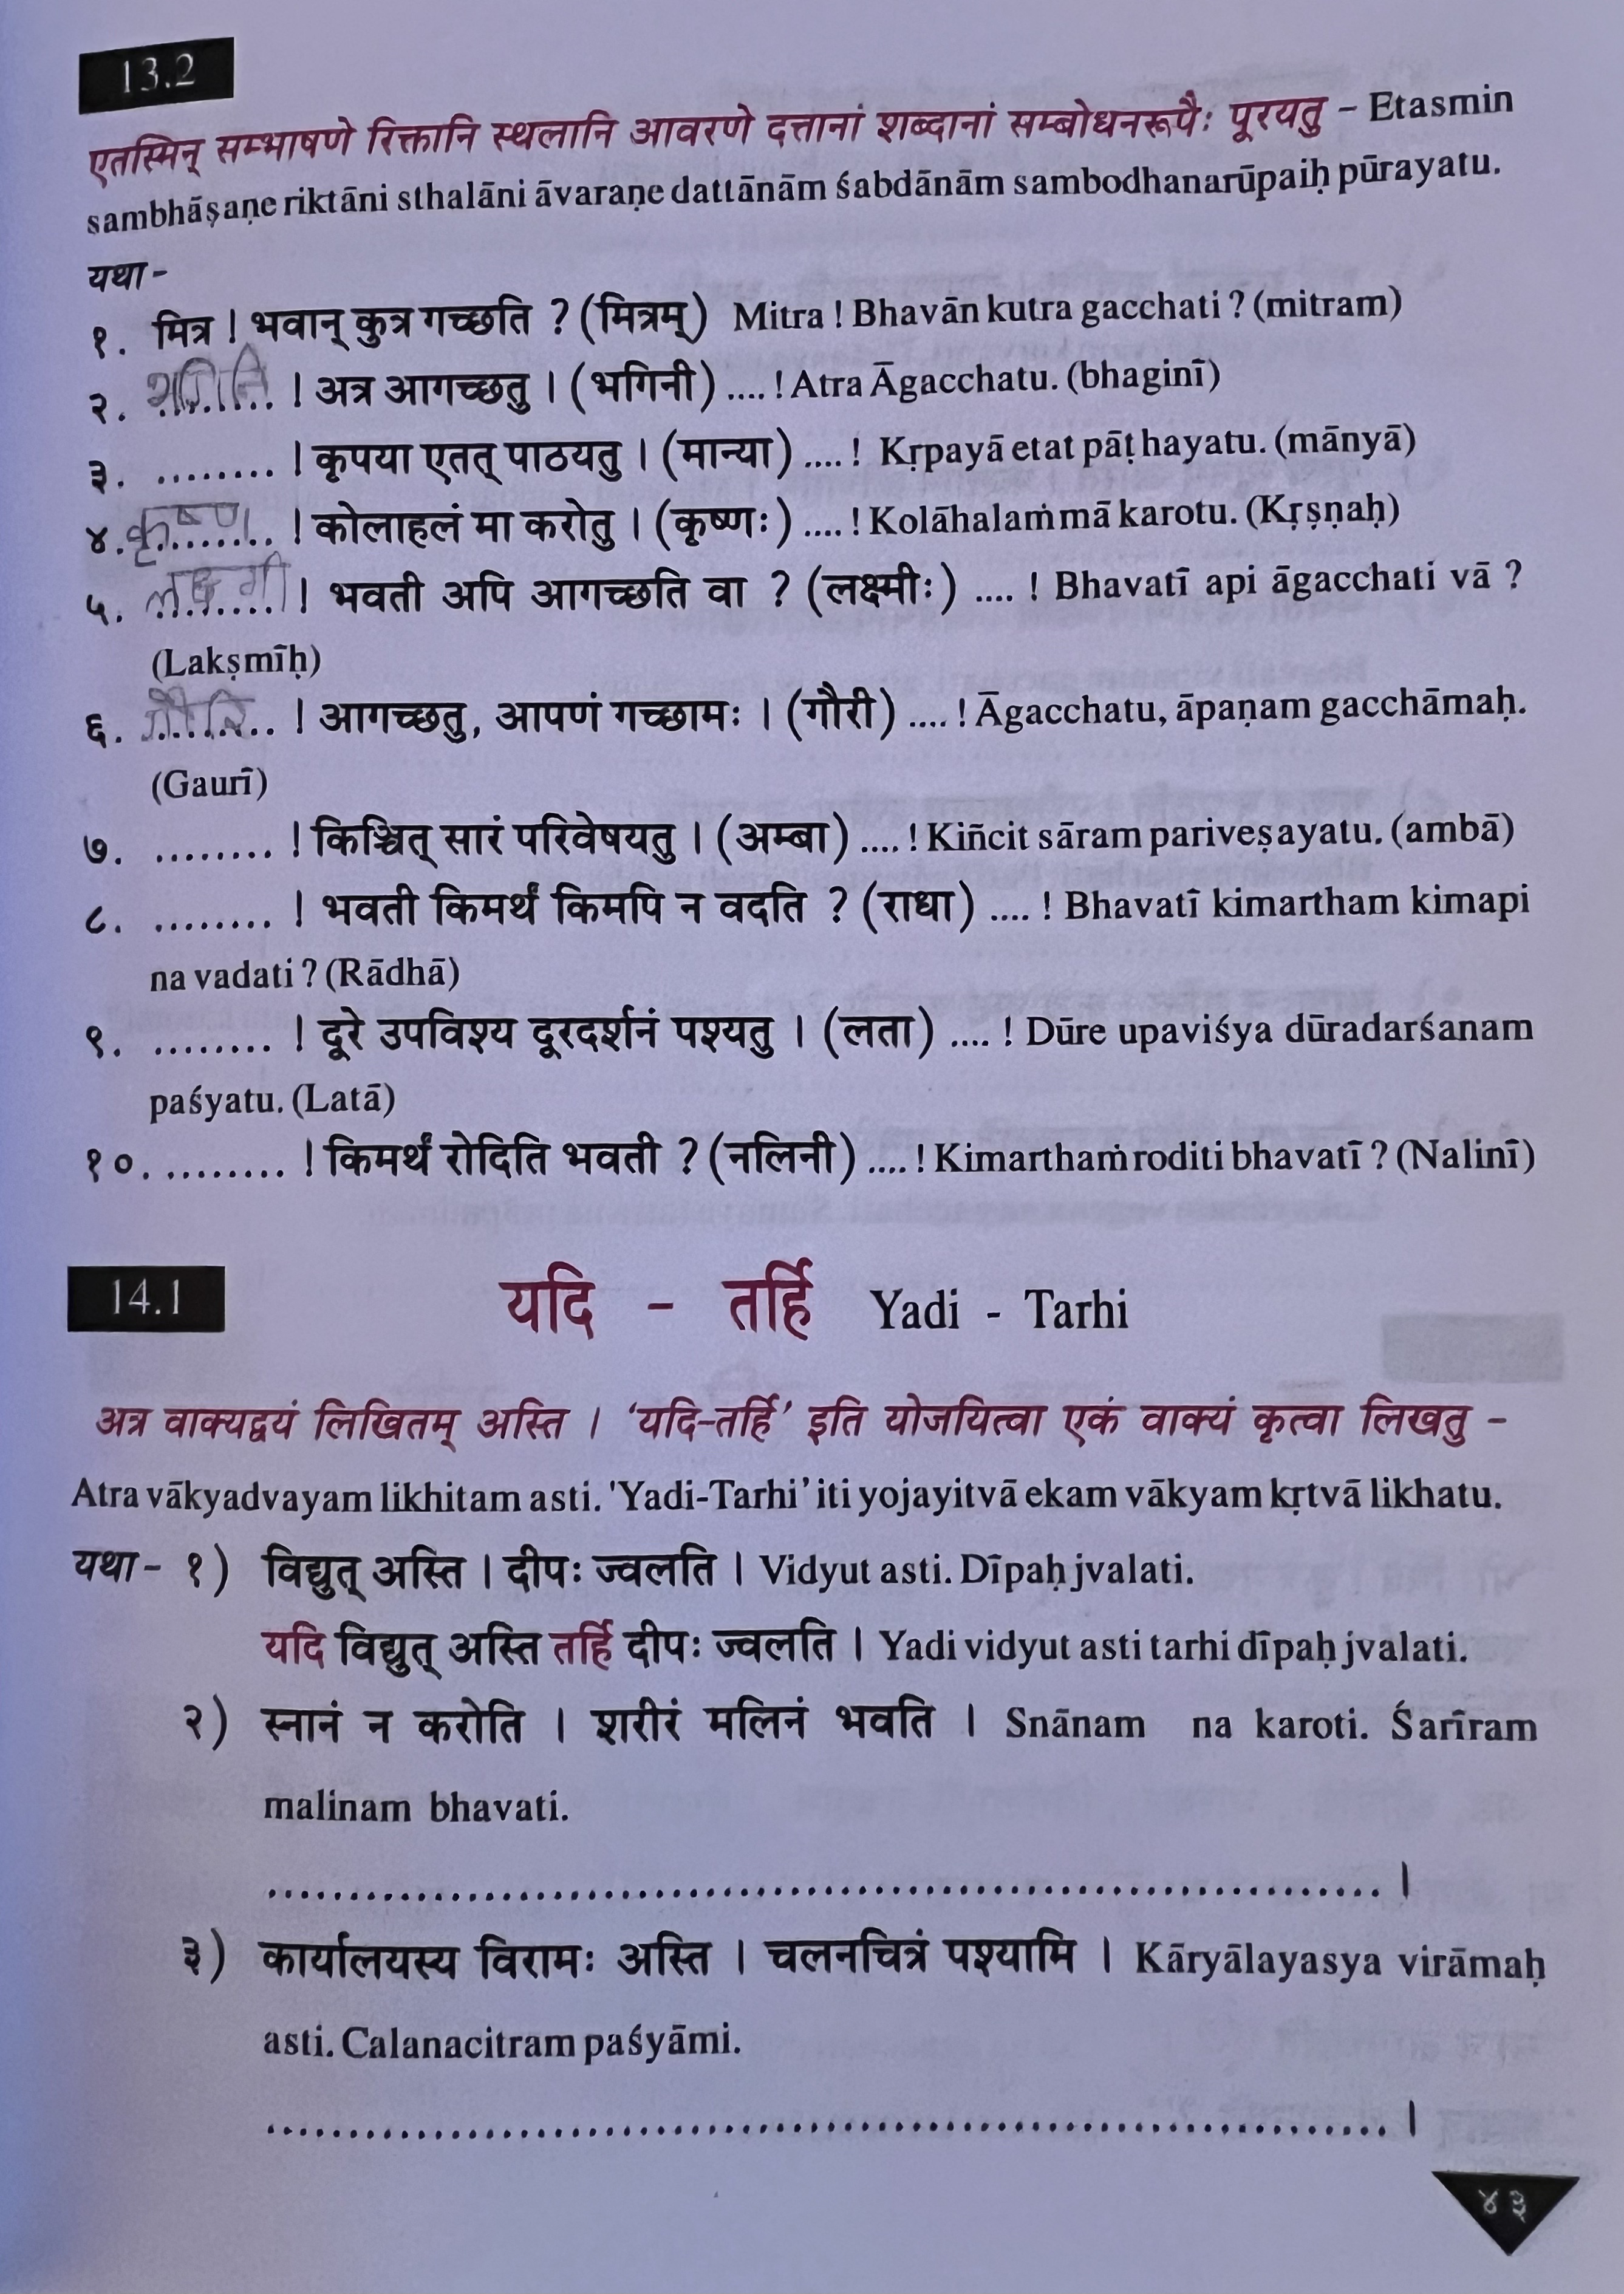 13.2
एतस्मिन् सम्भाषणे रिक्तानि स्थलानि आवरणे दत्तानां शब्दानां सम्बोधनरूपैः पूरयतु – Etasmin
sambhāṣaṇe riktāni sthalāni āvaraṇe dattānām śabdānām sambodhanarūpaiḥ pūrayatu.
यथा -
१. मित्र ! भवान् कुत्र गच्छति ? (मित्रम्) Mitra ! Bhavān kutra gacchati ? (mitram)
२. भगिनि ........ ! अत्र आगच्छतु । (भगिनी) .... ! Atra Āgacchatu. (bhaginī)
३. ........ ! कृपया एतत् पाठयतु । (मान्या) .... ! Kṛpayā etat pāṭhayatu. (mānyā)
४. कृष्ण ........ ! कोलाहलं मा करोतु । (कृष्णः) .... ! Kolāhalaṁ mā karotu. (Kṛṣṇaḥ)
५. ........ ! भवती अपि आगच्छति वा ? (लक्ष्मीः) .... ! Bhavatī api āgacchati vā ?
(Lakṣmīḥ)
६. गौरि ........ ! आगच्छतु, आपणं गच्छामः । (गौरी) .... ! Āgacchatu, āpaṇam gacchāmaḥ.
(Gaurī)
७. ........ ! किञ्चित् सारं परिवेषयतु । (अम्बा) .... ! Kiñcit sāram pariveṣayatu. (ambā)
८. ........ ! भवती किमर्थं किमपि न वदति ? (राधा) .... ! Bhavatī kimartham kimapi
na vadati ? (Rādhā)
९. ........ ! दूरे उपविश्य दूरदर्शनं पश्यतु । (लता) .... ! Dūre upaviśya dūradarśanam
paśyatu. (Latā)
१०. ........ ! किमर्थं रोदिति भवती ? (नलिनी) .... ! Kimarthaṁ roditi bhavatī ? (Nalinī)
14.1
यदि - तर्हि Yadi - Tarhi
अत्र वाक्यद्वयं लिखितम् अस्ति । ‘यदि-तर्हि’ इति योजयित्वा एकं वाक्यं कृत्वा लिखतु -
Atra vākyadvayam likhitam asti. 'Yadi-Tarhi’ iti yojayitvā ekam vākyam kṛtvā likhatu.
यथा - १) विद्युत् अस्ति । दीपः ज्वलति । Vidyut asti. Dīpaḥ jvalati.
यदि विद्युत् अस्ति तर्हि दीपः ज्वलति । Yadi vidyut asti tarhi dīpaḥ jvalati.
२) स्नानं न करोति । शरीरं मलिनं भवति । Snānam na karoti. Śarīram
malinam bhavati.
.................................................................... ।
३) कार्यालयस्य विरामः अस्ति । चलनचित्रं पश्यामि । Kāryālayasya virāmaḥ
asti. Calanacitram paśyāmi.
.................................................................... ।
४३